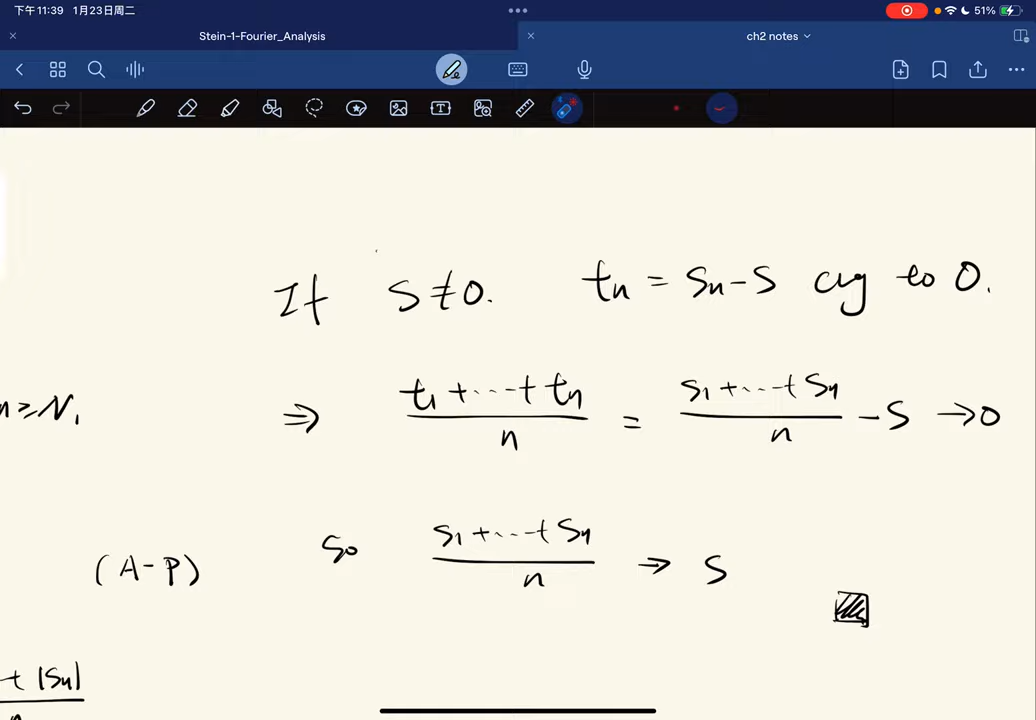 下午11:39 1月23日周二
51%
Stein-1-Fourier_Analysis
ch2 notes
If S≠0. tn = Sn-S cvg to 0.
n≥N1
⇒ (t1+...+tn)/n = (S1+...+Sn)/n - S →0
So (S1+...+Sn)/n → S
(A-P)
+ |Sn|
n